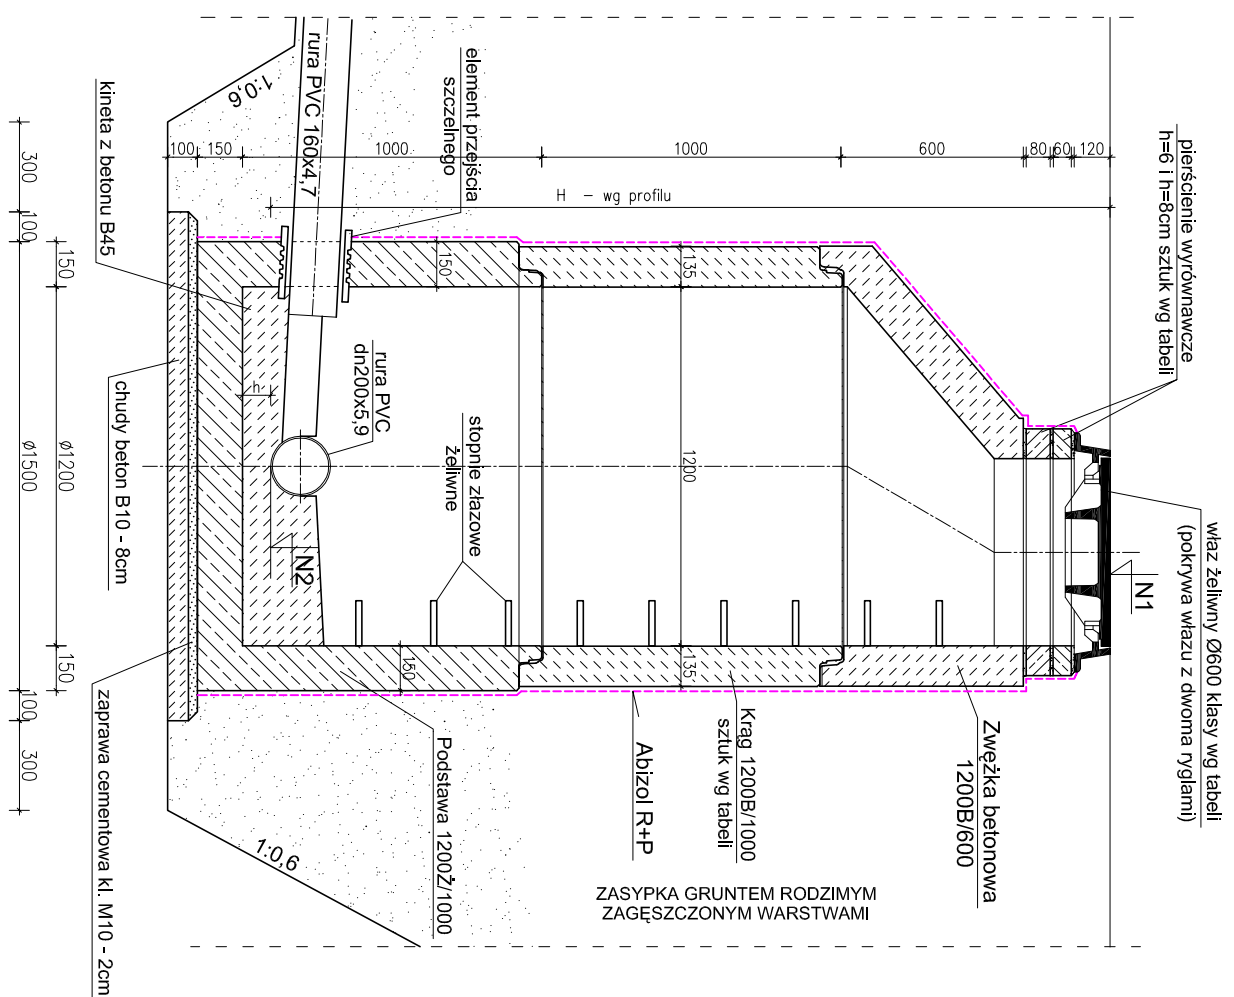 właz żeliwny Ø600 klasy wg tabeli
(pokrywa włazu z dwoma ryglami)
N1
pierścienie wyrównawcze
h=6 i h=8cm sztuk wg tabeli
Zwężka betonowa
1200B/600
Krąg 1200B/1000
sztuk wg tabeli
Abizol R+P
ZASYPKA GRUNTEM RODZIMYM
ZAGĘSZCZONYM WARSTWAMI
element przejścia
szczelnego
rura PVC 160x4,7
rura PVC
dn200x5,9
stopnie złazowe
żeliwne
N2
h
Podstawa 1200Ż/1000
kineta z betonu B45
chudy beton B10 - 8cm
zaprawa cementowa kl. M10 - 2cm
1:0,6
1:0,6
H - wg profilu
120
60
80
600
1000
1000
150
100
135
1200
135
150
150
150
ø1200
150
300
100
ø1500
100
300